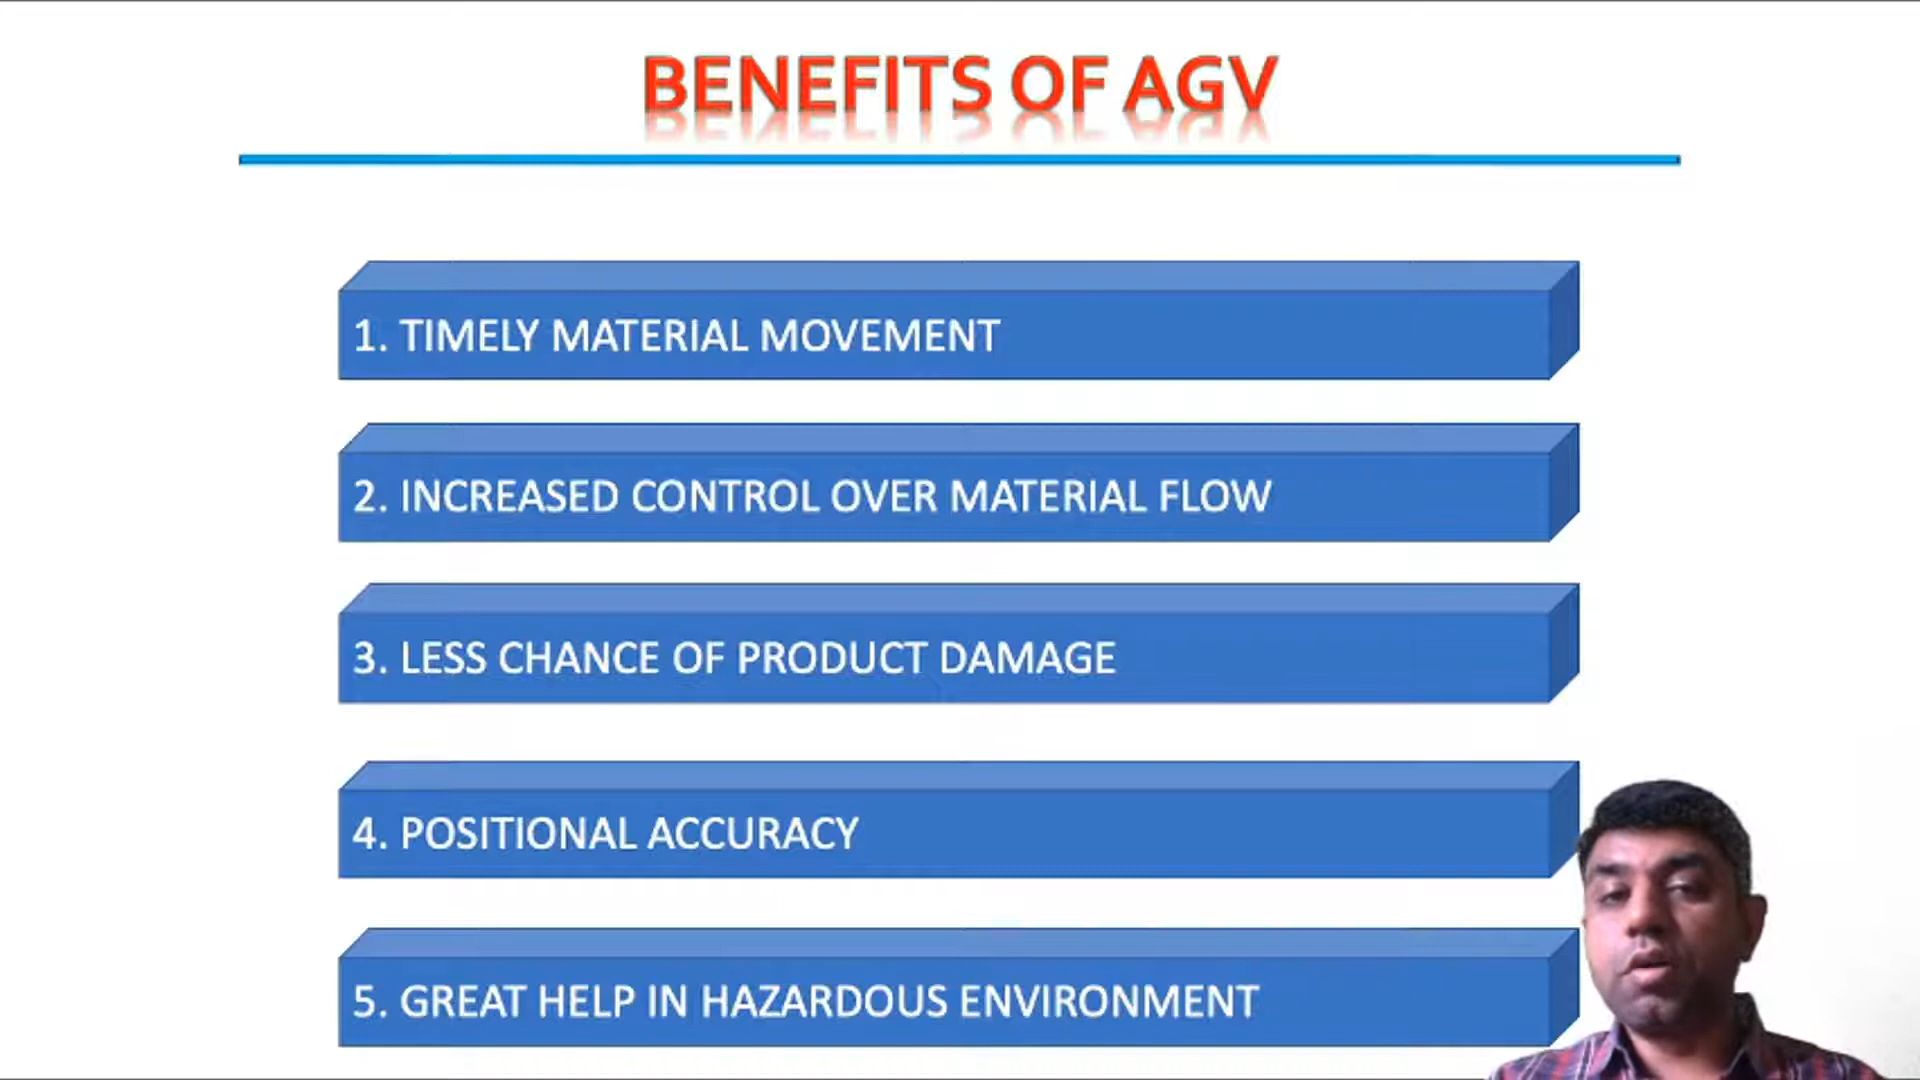 BENEFITS OF AGV
1. TIMELY MATERIAL MOVEMENT
2. INCREASED CONTROL OVER MATERIAL FLOW
3. LESS CHANCE OF PRODUCT DAMAGE
4. POSITIONAL ACCURACY
5. GREAT HELP IN HAZARDOUS ENVIRONMENT